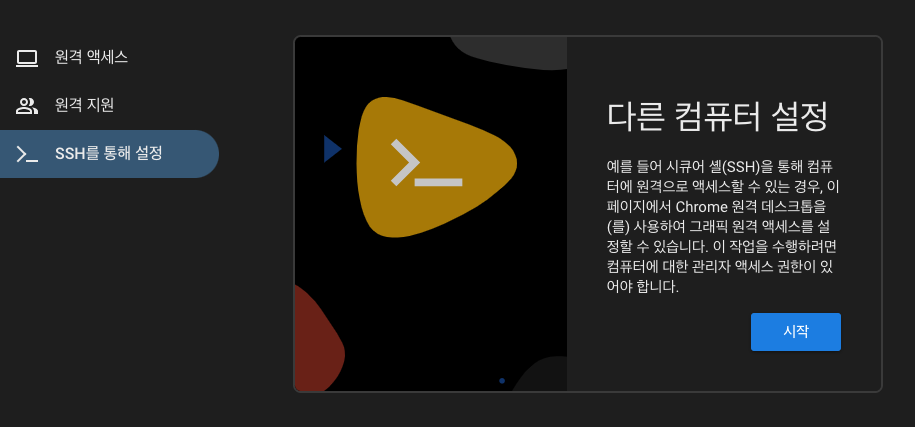 원격 액세스
원격 지원
SSH를 통해 설정
다른 컴퓨터 설정
예를 들어 시큐어 셸(SSH)을 통해 컴퓨
터에 원격으로 액세스할 수 있는 경우, 이
페이지에서 Chrome 원격 데스크톱을
(를) 사용하여 그래픽 원격 액세스를 설
정할 수 있습니다. 이 작업을 수행하려면
컴퓨터에 대한 관리자 액세스 권한이 있
어야 합니다.
시작